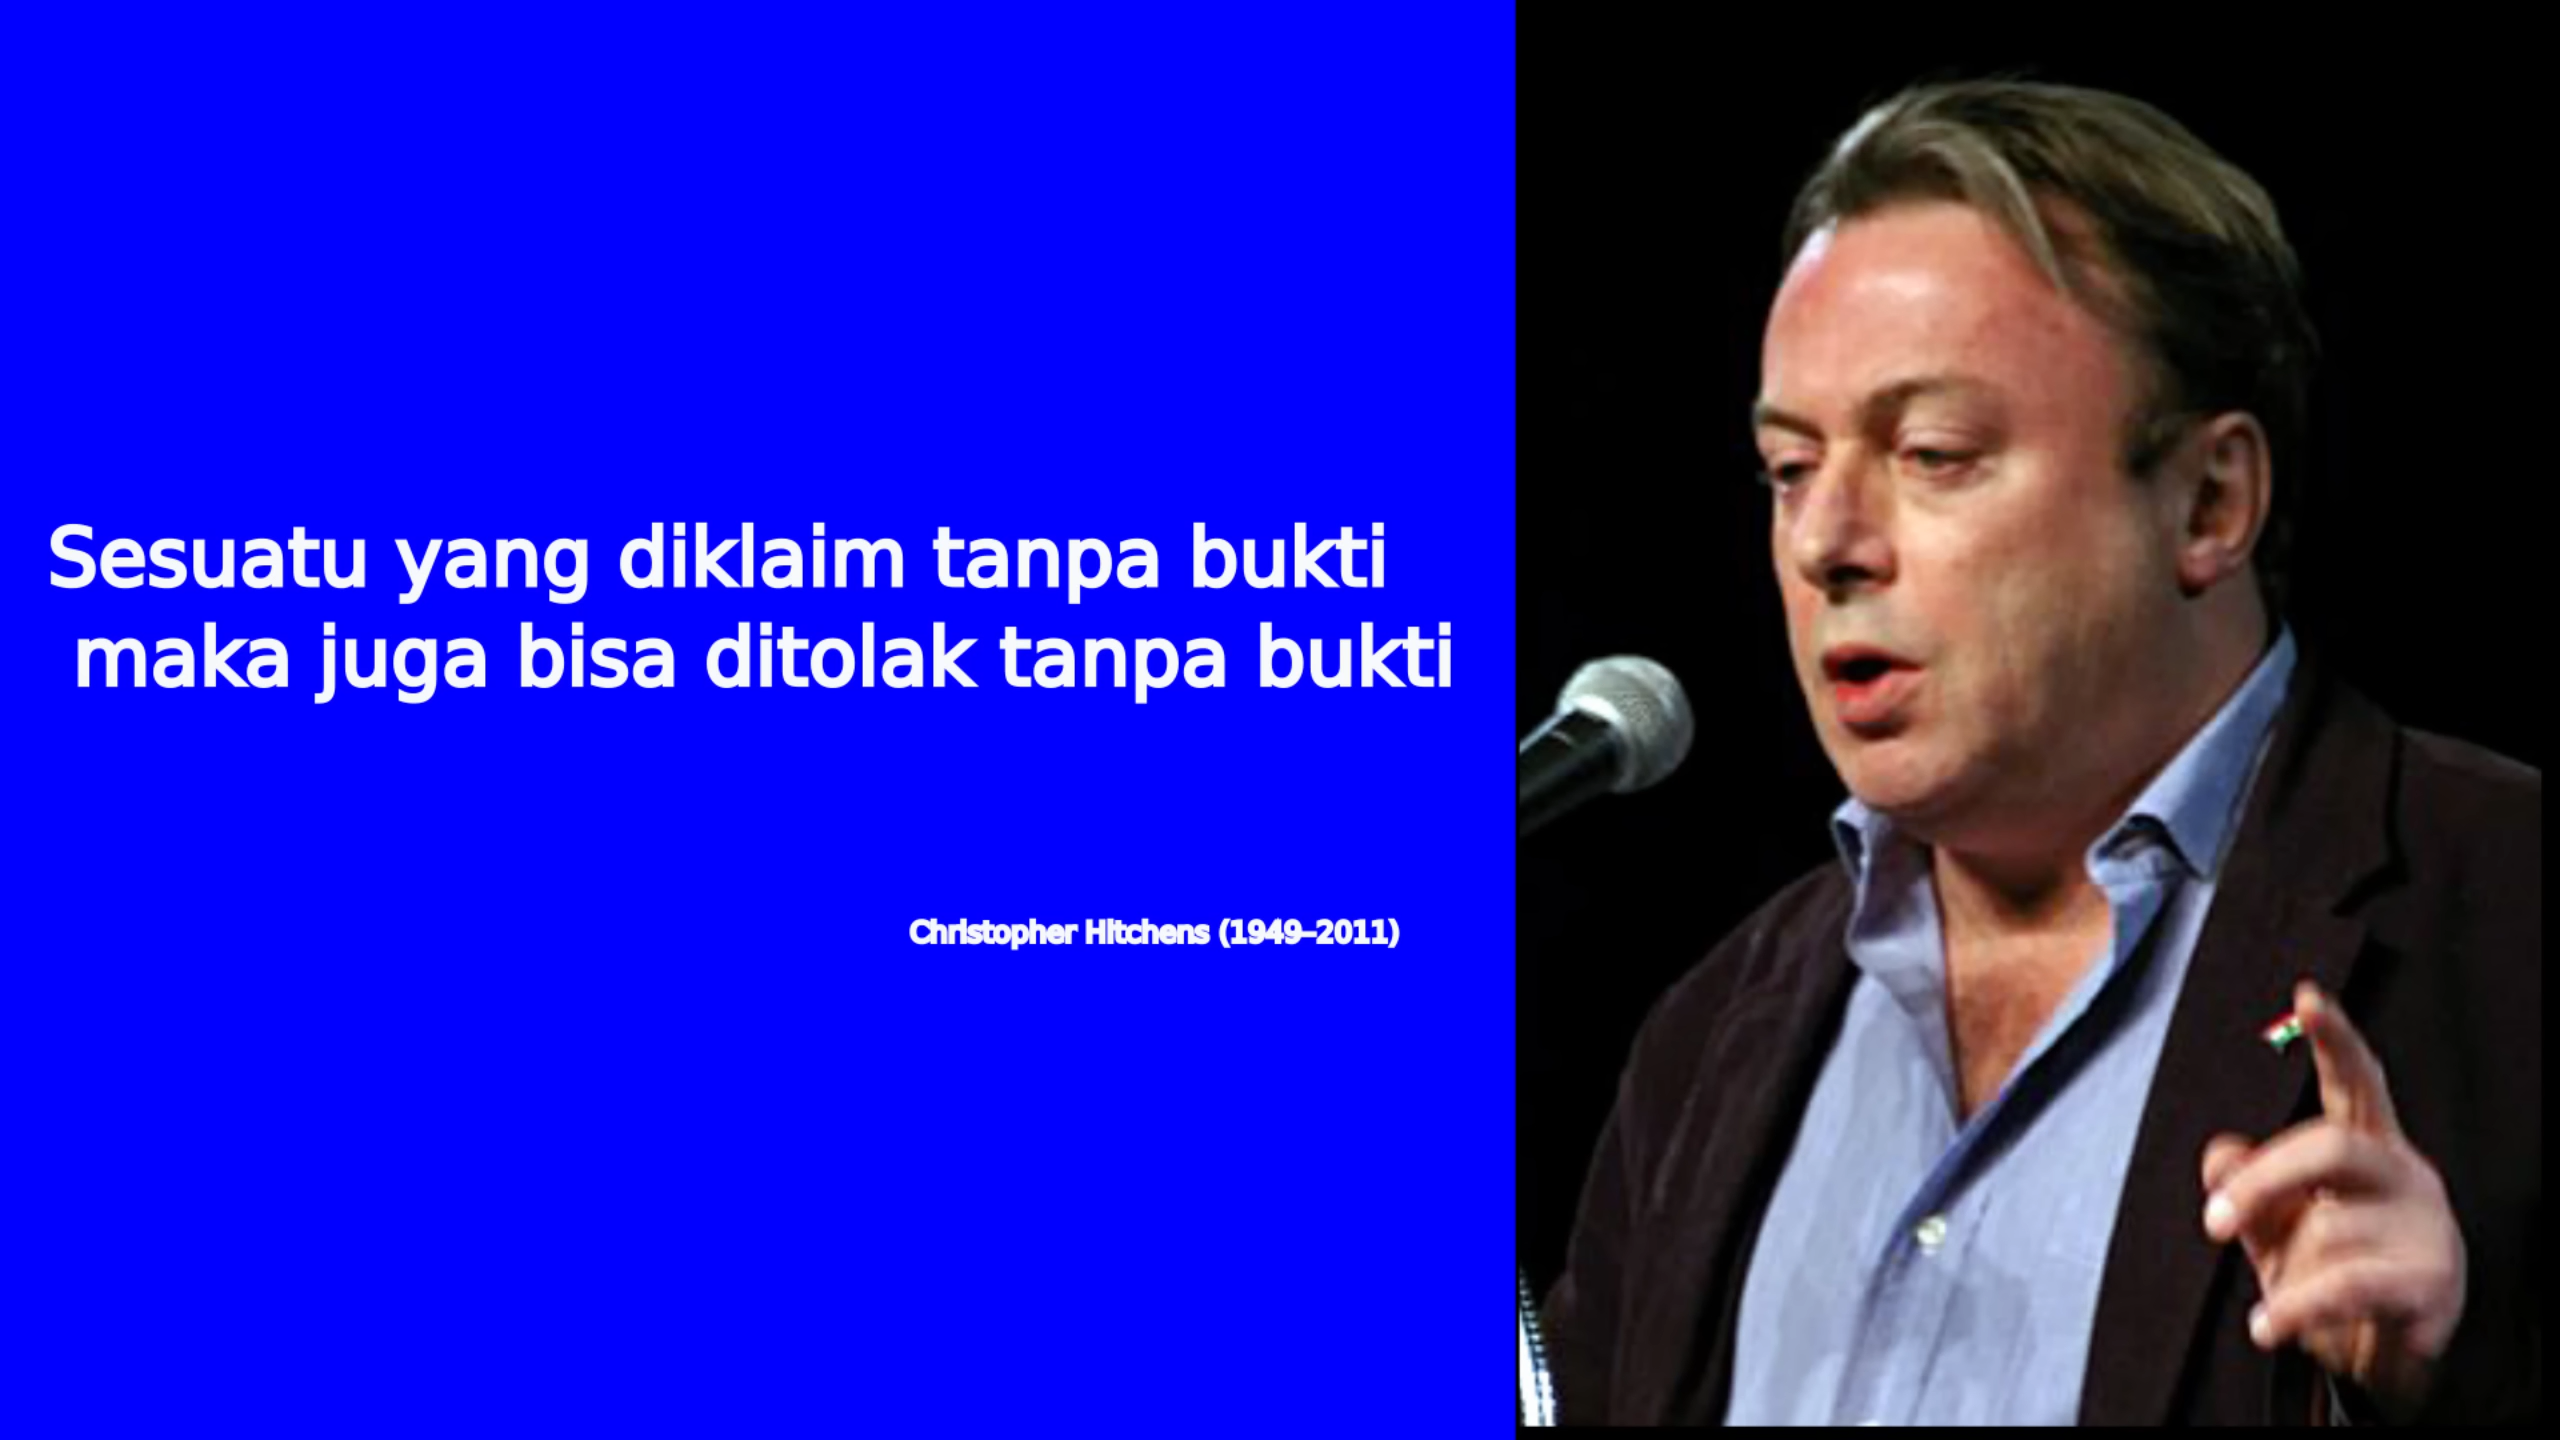 Sesuatu yang diklaim tanpa bukti
maka juga bisa ditolak tanpa bukti
Christopher Hitchens (1949–2011)